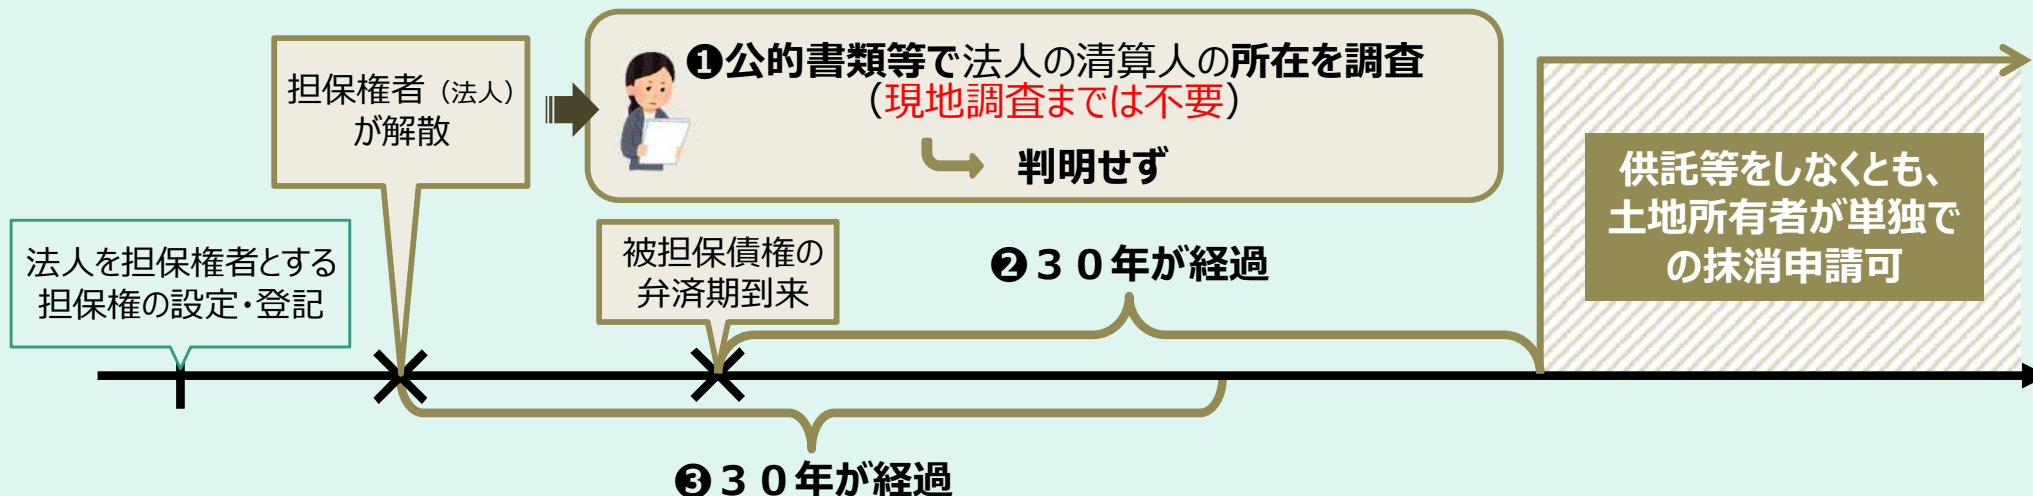 担保権者（法人）
が解散
❶公的書類等で法人の清算人の所在を調査
（現地調査までは不要）
判明せず
法人を担保権者とする
担保権の設定・登記
被担保債権の
弁済期到来
❷３０年が経過
供託等をしなくとも、
土地所有者が単独で
の抹消申請可
❸３０年が経過